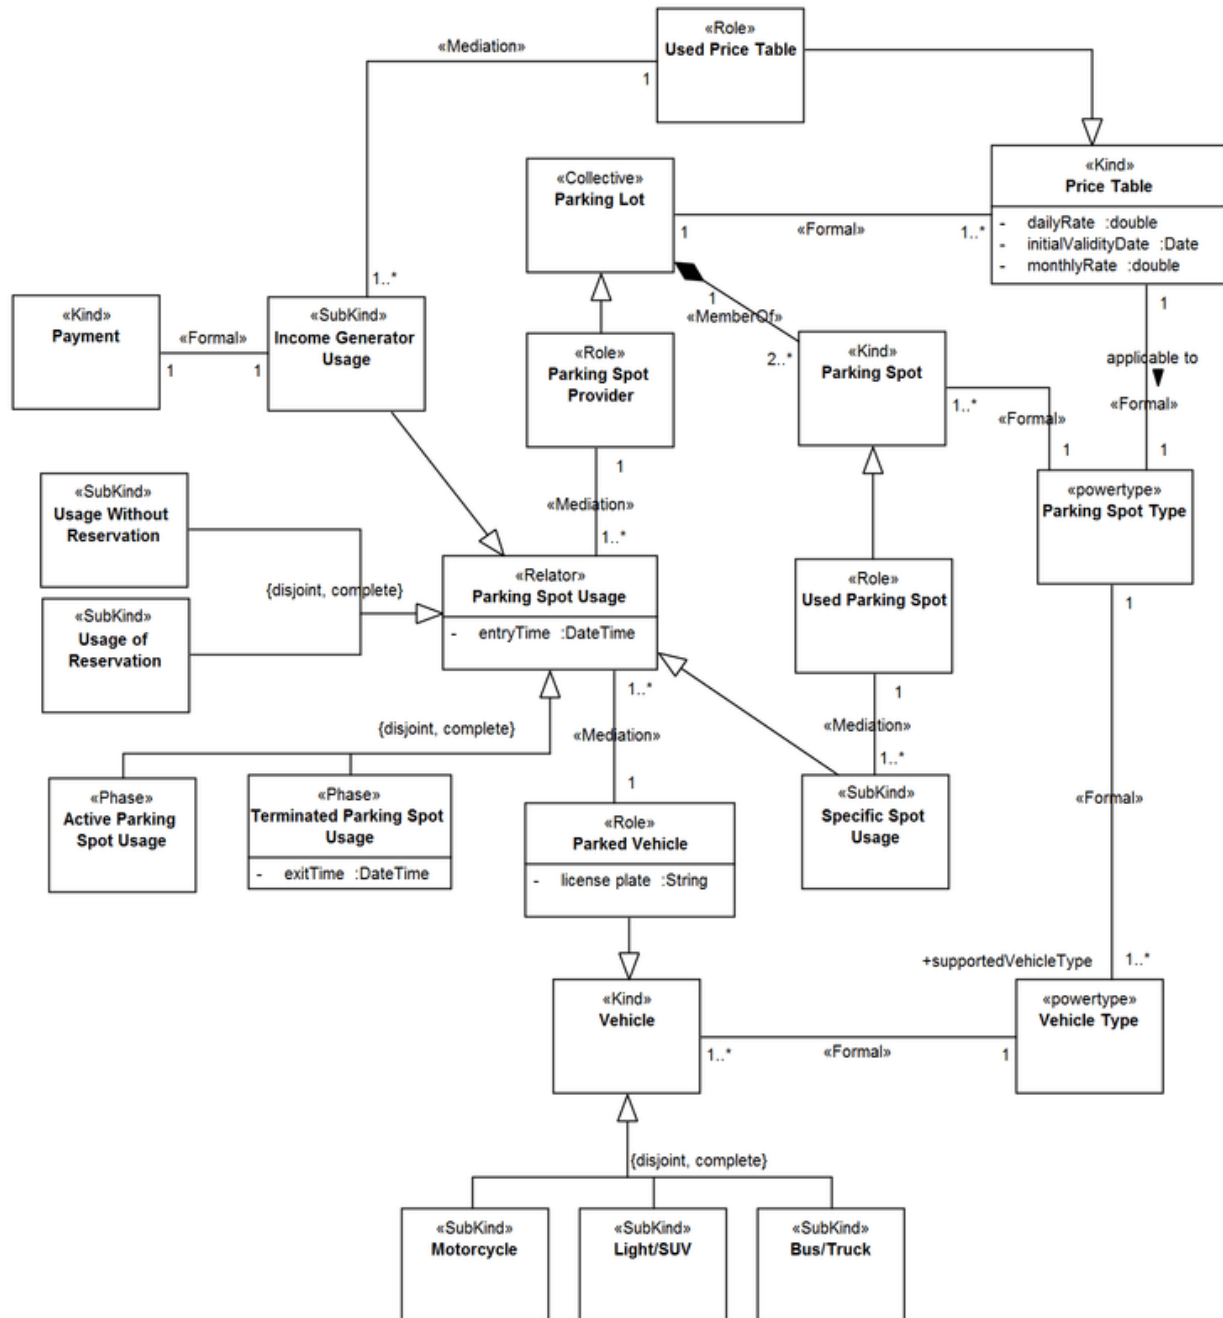 «Role»
Used Price Table
«Mediation»
1
1..*
«Collective»
Parking Lot
1
«Formal»
1..*
«Kind»
Price Table
- dailyRate :double
- initialValidityDate :Date
- monthlyRate :double
1
«MemberOf»
2..*
«Kind»
Payment
1
«Formal»
1
«SubKind»
Income Generator
Usage
«Role»
Parking Spot
Provider
1
«Mediation»
1..*
«Kind»
Parking Spot
1..*
«Formal»
1
1
applicable to
«Formal»
1
«powertype»
Parking Spot Type
1
«SubKind»
Usage Without
Reservation
«SubKind»
Usage of
Reservation
{disjoint, complete}
«Relator»
Parking Spot Usage
- entryTime :DateTime
«Role»
Used Parking Spot
1
«Mediation»
1..*
1..*
«Mediation»
1
{disjoint, complete}
«Phase»
Active Parking
Spot Usage
«Phase»
Terminated Parking Spot
Usage
- exitTime :DateTime
«Role»
Parked Vehicle
- license plate :String
«SubKind»
Specific Spot
Usage
«Formal»
+supportedVehicleType
1..*
«Kind»
Vehicle
1..*
«Formal»
1
«powertype»
Vehicle Type
{disjoint, complete}
«SubKind»
Motorcycle
«SubKind»
Light/SUV
«SubKind»
Bus/Truck